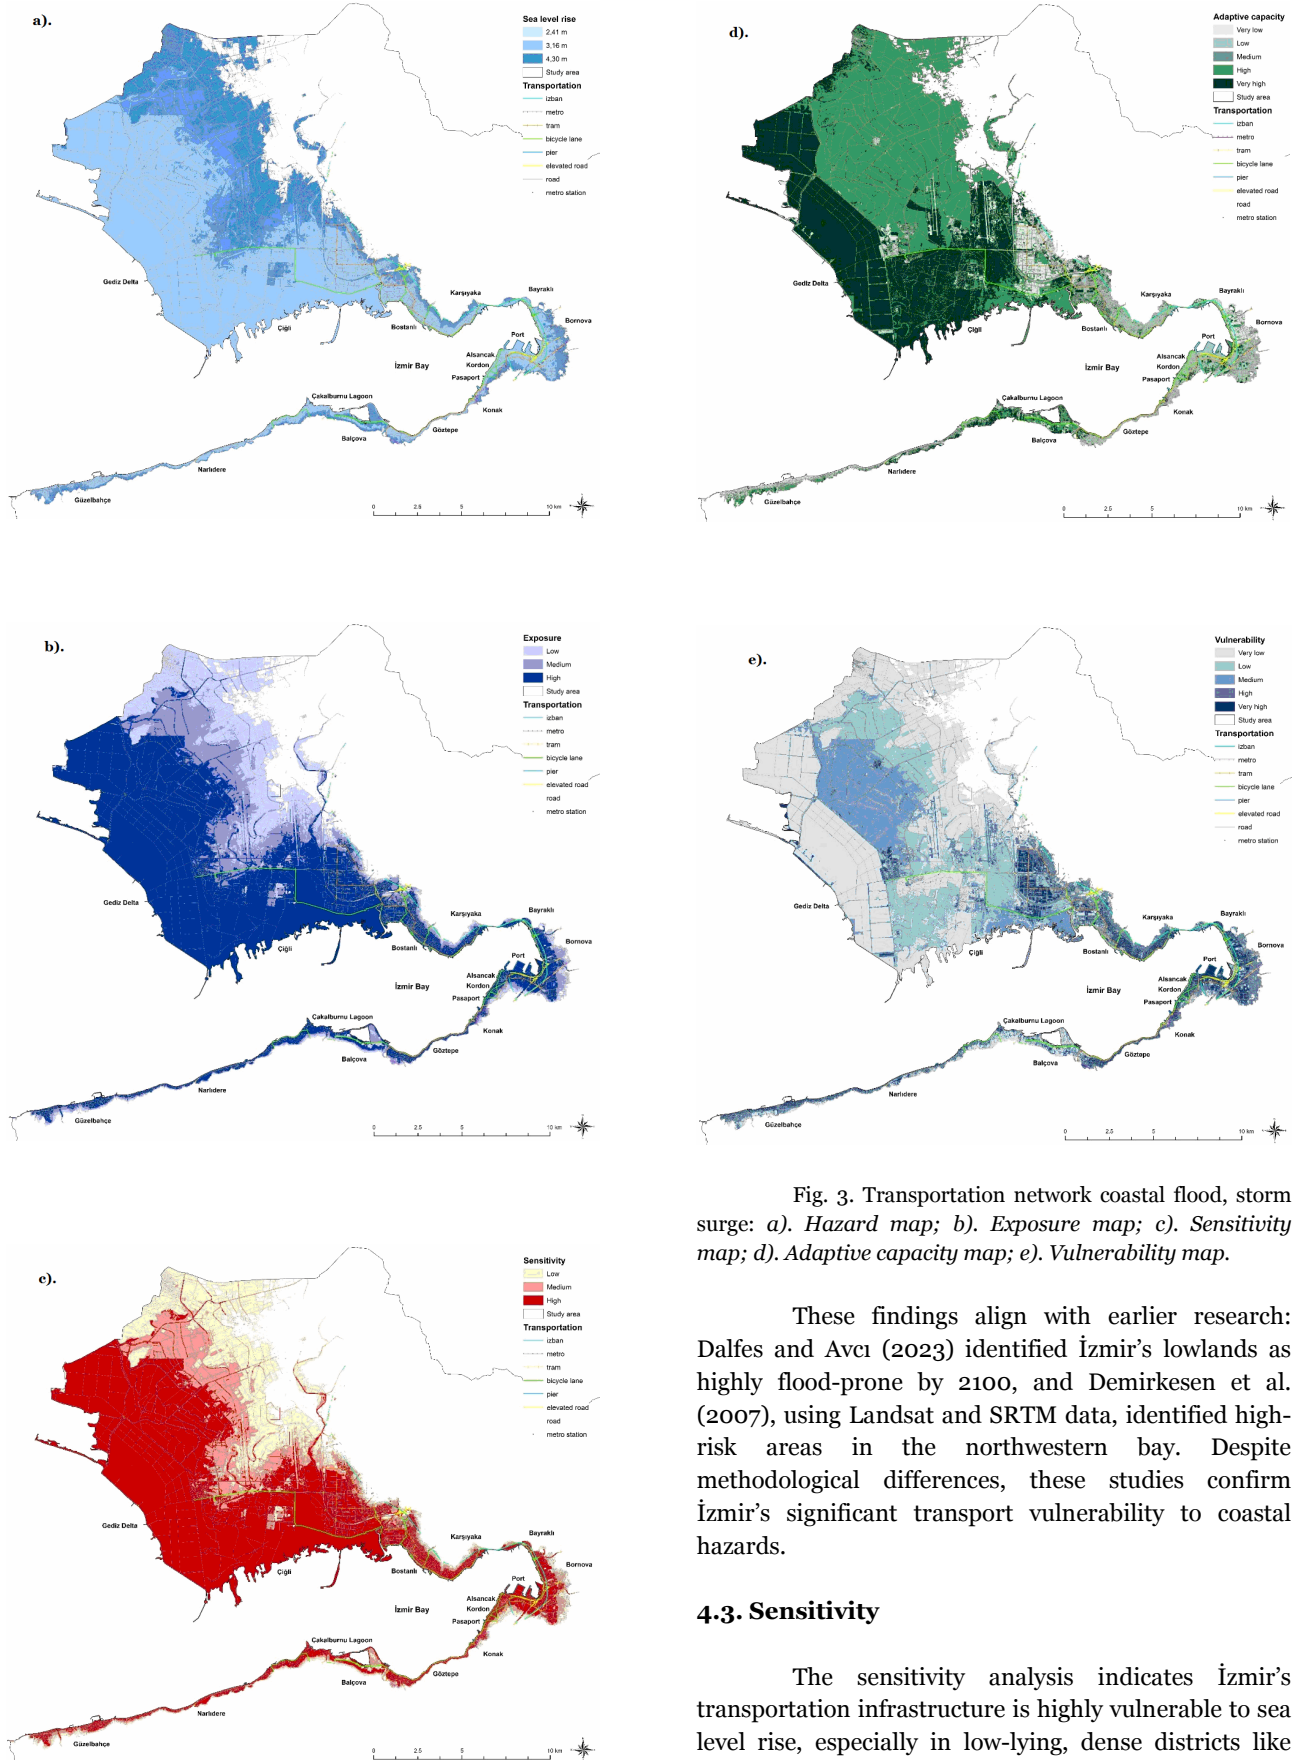 a).
Sea level rise
2,41 m
3,16 m
4,30 m
Study area
Transportation
izban
metro
tram
bicycle lane
pier
elevated road
road
metro station
Gediz Delta
Çiğli
Bostanlı
Karşıyaka
Bayraklı
Bornova
Port
Alsancak
Kordon
Pasaport
İzmir Bay
Konak
Çakalburnu Lagoon
Göztepe
Balçova
Narlıdere
Güzelbahçe
0 2.5 5 10 km
b).
Exposure
Low
Medium
High
Study area
Transportation
izban
metro
tram
bicycle lane
pier
elevated road
road
metro station
Gediz Delta
Çiğli
Bostanlı
Karşıyaka
Bayraklı
Bornova
Port
Alsancak
Kordon
Pasaport
İzmir Bay
Konak
Çakalburnu Lagoon
Göztepe
Balçova
Narlıdere
Güzelbahçe
0 2.5 5 10 km
c).
Sensitivity
Low
Medium
High
Study area
Transportation
izban
metro
tram
bicycle lane
pier
elevated road
road
metro station
Gediz Delta
Çiğli
Bostanlı
Karşıyaka
Bayraklı
Bornova
Port
Alsancak
Kordon
Pasaport
İzmir Bay
Konak
Çakalburnu Lagoon
Göztepe
Balçova
Narlıdere
Güzelbahçe
0 2.5 5 10 km
d).
Adaptive capacity
Very low
Low
Medium
High
Very high
Study area
Transportation
izban
metro
tram
bicycle lane
pier
elevated road
road
metro station
Gediz Delta
Çiğli
Bostanlı
Karşıyaka
Bayraklı
Bornova
Port
Alsancak
Kordon
Pasaport
İzmir Bay
Konak
Çakalburnu Lagoon
Göztepe
Balçova
Narlıdere
Güzelbahçe
0 2.5 5 10 km
e).
Vulnerability
Very low
Low
Medium
High
Very high
Study area
Transportation
izban
metro
tram
bicycle lane
pier
elevated road
road
metro station
Gediz Delta
Çiğli
Bostanlı
Karşıyaka
Bayraklı
Bornova
Port
Alsancak
Kordon
Pasaport
İzmir Bay
Konak
Çakalburnu Lagoon
Göztepe
Balçova
Narlıdere
Güzelbahçe
0 5 10 km
Fig. 3. Transportation network coastal flood, storm
surge: a). Hazard map; b). Exposure map; c). Sensitivity
map; d). Adaptive capacity map; e). Vulnerability map.
These findings align with earlier research:
Dalfes and Avcı (2023) identified İzmir's lowlands as
highly flood-prone by 2100, and Demirkesen et al.
(2007), using Landsat and SRTM data, identified high-
risk areas in the northwestern bay. Despite
methodological differences, these studies confirm
İzmir's significant transport vulnerability to coastal
hazards.
4.3. Sensitivity
The sensitivity analysis indicates İzmir's
transportation infrastructure is highly vulnerable to sea
level rise, especially in low-lying, dense districts like